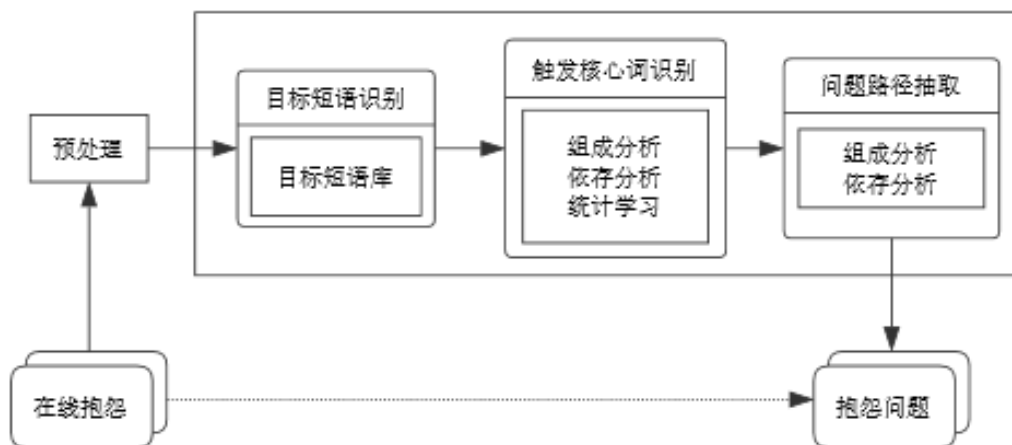 预处理
目标短语识别
目标短语库
触发核心词识别
组成分析
依存分析
统计学习
问题路径抽取
组成分析
依存分析
在线抱怨
抱怨问题